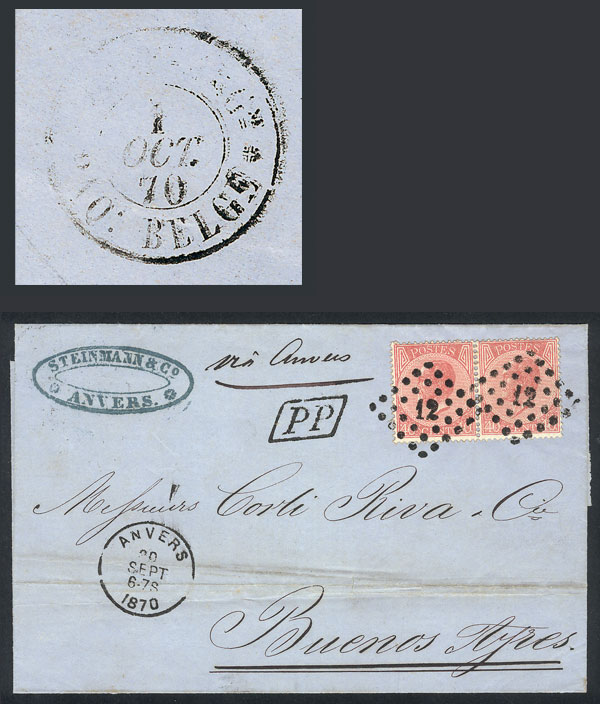 1
OCT.
70
BELGE
STEINMANN & Co
ANVERS.
via Anvers
PP
POSTES POSTES
12 12
Messieurs Corti Riva & Cie
ANVERS
SEPT
1870
Buenos Ayres.